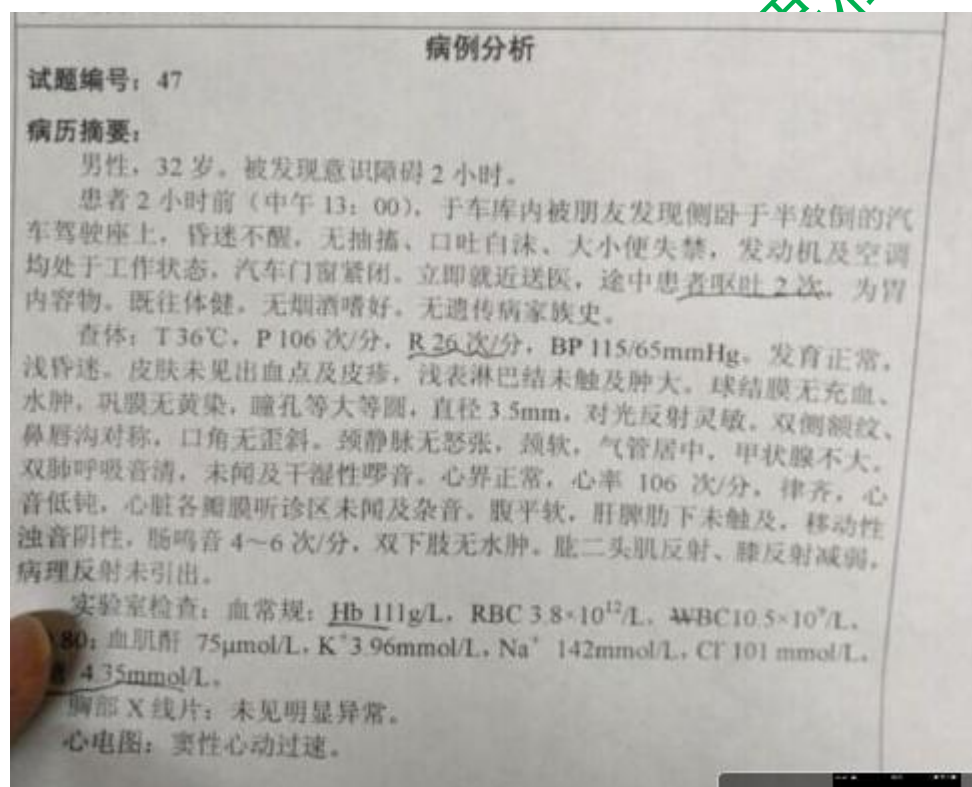 病例分析
试题编号：47
病历摘要：
男性，32 岁。被发现意识障碍 2 小时。
患者 2 小时前（中午 13：00），于车库内被朋友发现侧卧于半放倒的汽
车驾驶座上，昏迷不醒，无抽搐、口吐白沫、大小便失禁，发动机及空调
均处于工作状态，汽车门窗紧闭。立即就近送医，途中患者呕吐 2 次，为胃
内容物。既往体健。无烟酒嗜好。无遗传病家族史。
查体：T 36℃，P 106 次/分，R 26 次/分，BP 115/65mmHg。发育正常，
浅昏迷。皮肤未见出血点及皮疹，浅表淋巴结未触及肿大。球结膜无充血、
水肿，巩膜无黄染，瞳孔等大等圆，直径 3.5mm，对光反射灵敏。双侧额纹、
鼻唇沟对称，口角无歪斜。颈静脉无怒张，颈软，气管居中，甲状腺不大。
双肺呼吸音清，未闻及干湿性啰音。心界正常，心率 106 次/分，律齐，心
音低钝，心脏各瓣膜听诊区未闻及杂音。腹平软，肝脾肋下未触及，移动性
浊音阴性，肠鸣音 4～6 次/分，双下肢无水肿。肱二头肌反射、膝反射减弱，
病理反射未引出。
实验室检查：血常规：Hb 111g/L，RBC 3.8×10¹²/L，WBC10.5×10⁹/L，
80；血肌酐 75μmol/L，K⁺3.96mmol/L，Na⁺ 142mmol/L，Cl⁻ 101 mmol/L，
4.35mmol/L。
胸部 X 线片：未见明显异常。
心电图：窦性心动过速。